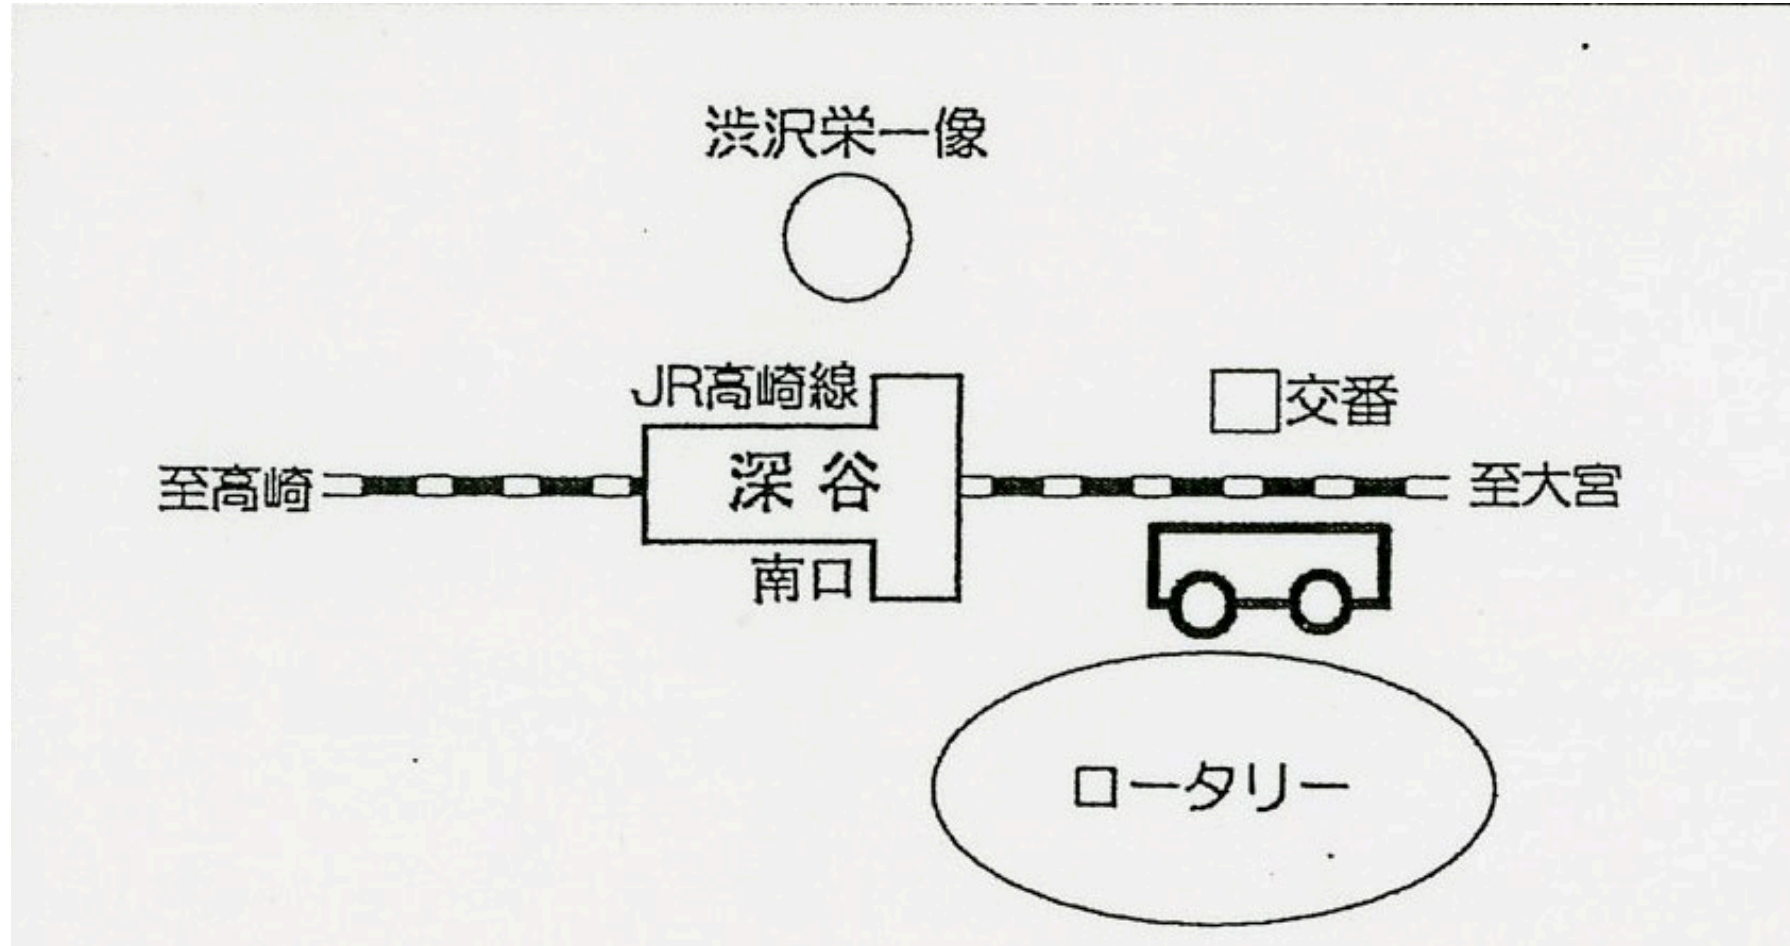 渋沢栄一像
JR高崎線
交番
至高崎
深谷
至大宮
南口
ロータリー